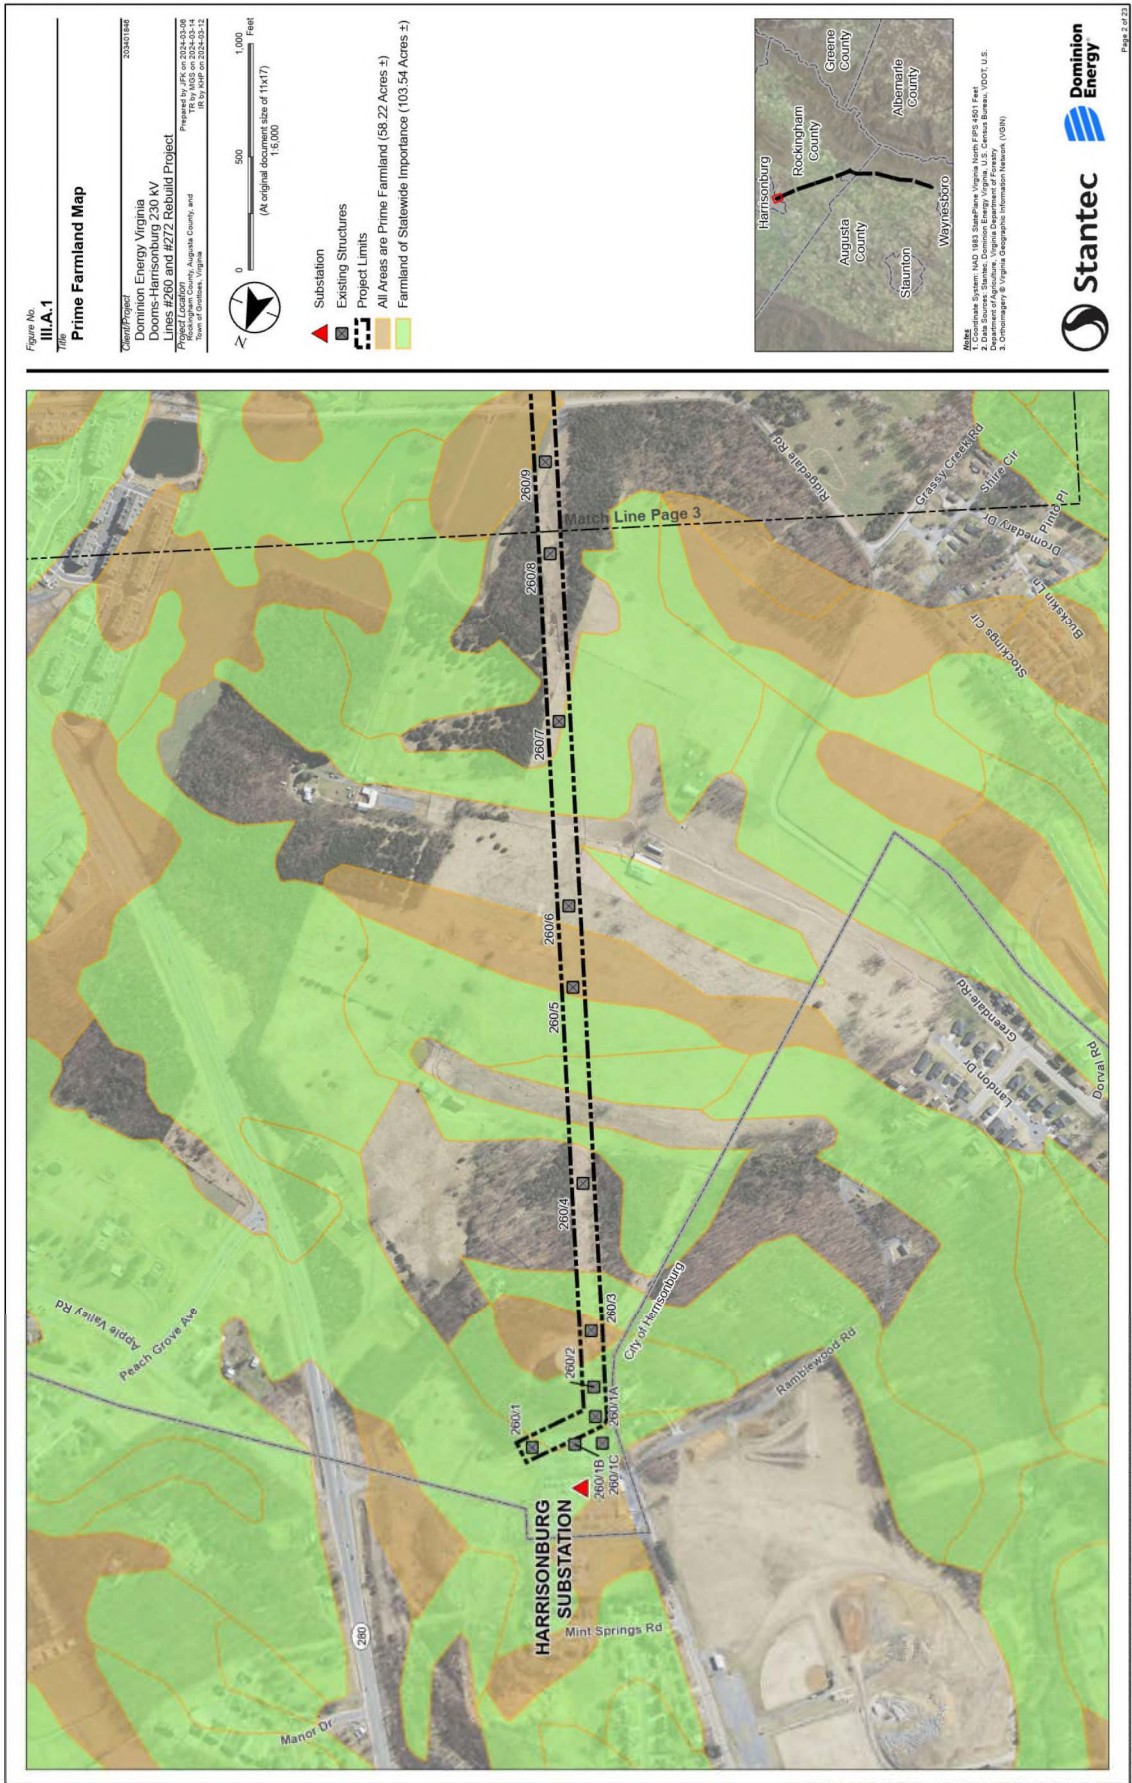 Figure No.
III.A.1
Title
Prime Farmland Map
Client/Project
203401846
Dominion Energy Virginia
Dooms-Harrisonburg 230 kV
Lines #260 and #272 Rebuild Project
Project Location
Rockingham County, Augusta County, and
Town of Grottoes, Virginia
Prepared by JFK on 2024-03-06
TR by MGS on 2024-03-14
IR by KHP on 2024-03-12
N
0
500
1,000
Feet
(At original document size of 11x17)
1:6,000
Substation
Existing Structures
Project Limits
All Areas are Prime Farmland (58.22 Acres ±)
Farmland of Statewide Importance (103.54 Acres ±)
Harrisonburg
Rockingham
County
Greene
County
Augusta
County
Albemarle
County
Staunton
Waynesboro
Notes
1. Coordinate System: NAD 1983 StatePlane Virginia North FIPS 4501 Feet
2. Data Sources: Stantec, Dominion Energy Virginia, U.S. Census Bureau, VDOT, U.S.
Department of Agriculture, Virginia Department of Forestry
3. Orthoimagery © Virginia Geographic Information Network (VGIN)
Stantec
Dominion
Energy®
Page 2 of 23
Apple Valley Rd
Peach Grove Ave
280
Manor Dr
HARRISONBURG
SUBSTATION
Mint Springs Rd
260/1
260/1B
260/1C
260/1A
260/2
260/3
260/4
260/5
260/6
260/7
260/8
260/9
Match Line Page 3
City of Harrisonburg
Ramblewood Rd
Landon Dr
Greendale Rd
Dorval Rd
Ridgedale Rd
Grassy Creek Rd
Shire Cir
Pinto Pl
Dromedary Dr
Buckskin Ln
Stockings Cir